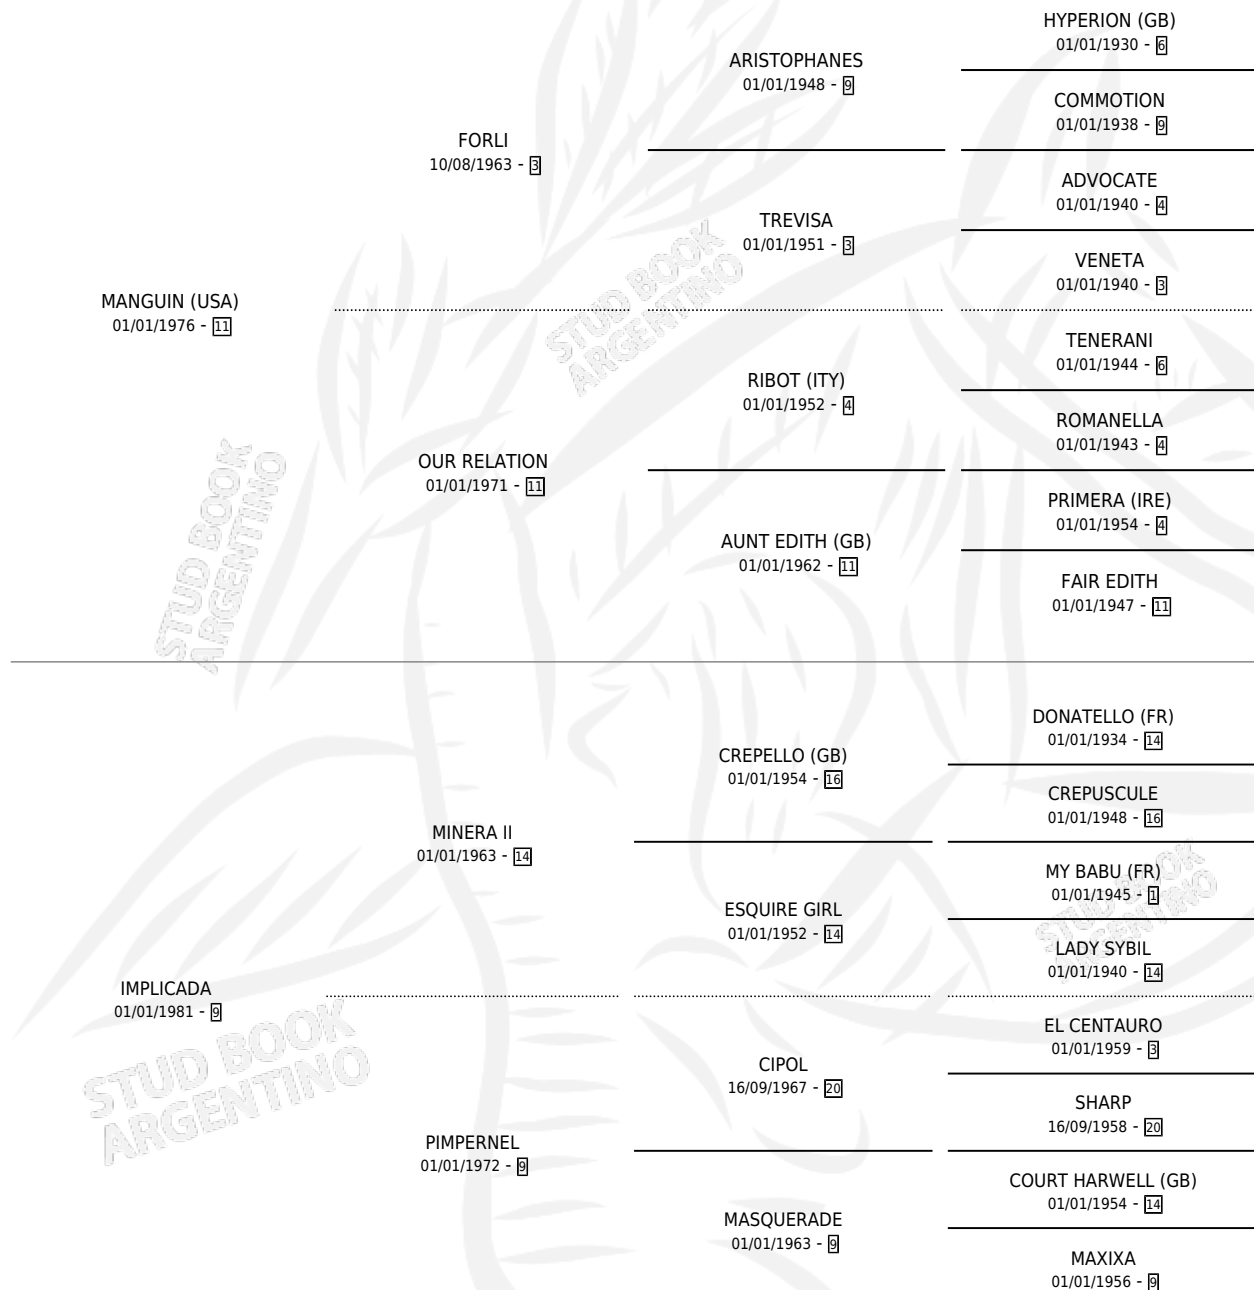 HYPERION (GB)
01/01/1930 - 6
ARISTOPHANES
01/01/1948 - 9
COMMOTION
01/01/1938 - 9
FORLI
10/08/1963 - 3
ADVOCATE
01/01/1940 - 4
TREVISA
01/01/1951 - 3
VENETA
01/01/1940 - 3
MANGUIN (USA)
01/01/1976 - 11
STUD BOOK
ARGENTINO
TENERANI
01/01/1944 - 6
RIBOT (ITY)
01/01/1952 - 4
ROMANELLA
01/01/1943 - 4
OUR RELATION
01/01/1971 - 11
PRIMERA (IRE)
01/01/1954 - 4
AUNT EDITH (GB)
01/01/1962 - 11
FAIR EDITH
01/01/1947 - 11
STUD BOOK
ARGENTINO
DONATELLO (FR)
01/01/1934 - 14
CREPELLO (GB)
01/01/1954 - 16
CREPUSCULE
01/01/1948 - 16
MINERA II
01/01/1963 - 14
MY BABU (FR)
01/01/1945 - 1
ESQUIRE GIRL
01/01/1952 - 14
STUD BOOK
ARGENTINO
LADY SYBIL
01/01/1940 - 14
IMPLICADA
01/01/1981 - 9
EL CENTAURO
01/01/1959 - 3
CIPOL
16/09/1967 - 20
STUD BOOK
ARGENTINO
SHARP
16/09/1958 - 20
PIMPERNEL
01/01/1972 - 9
COURT HARWELL (GB)
01/01/1954 - 14
MASQUERADE
01/01/1963 - 9
MAXIXA
01/01/1956 - 9